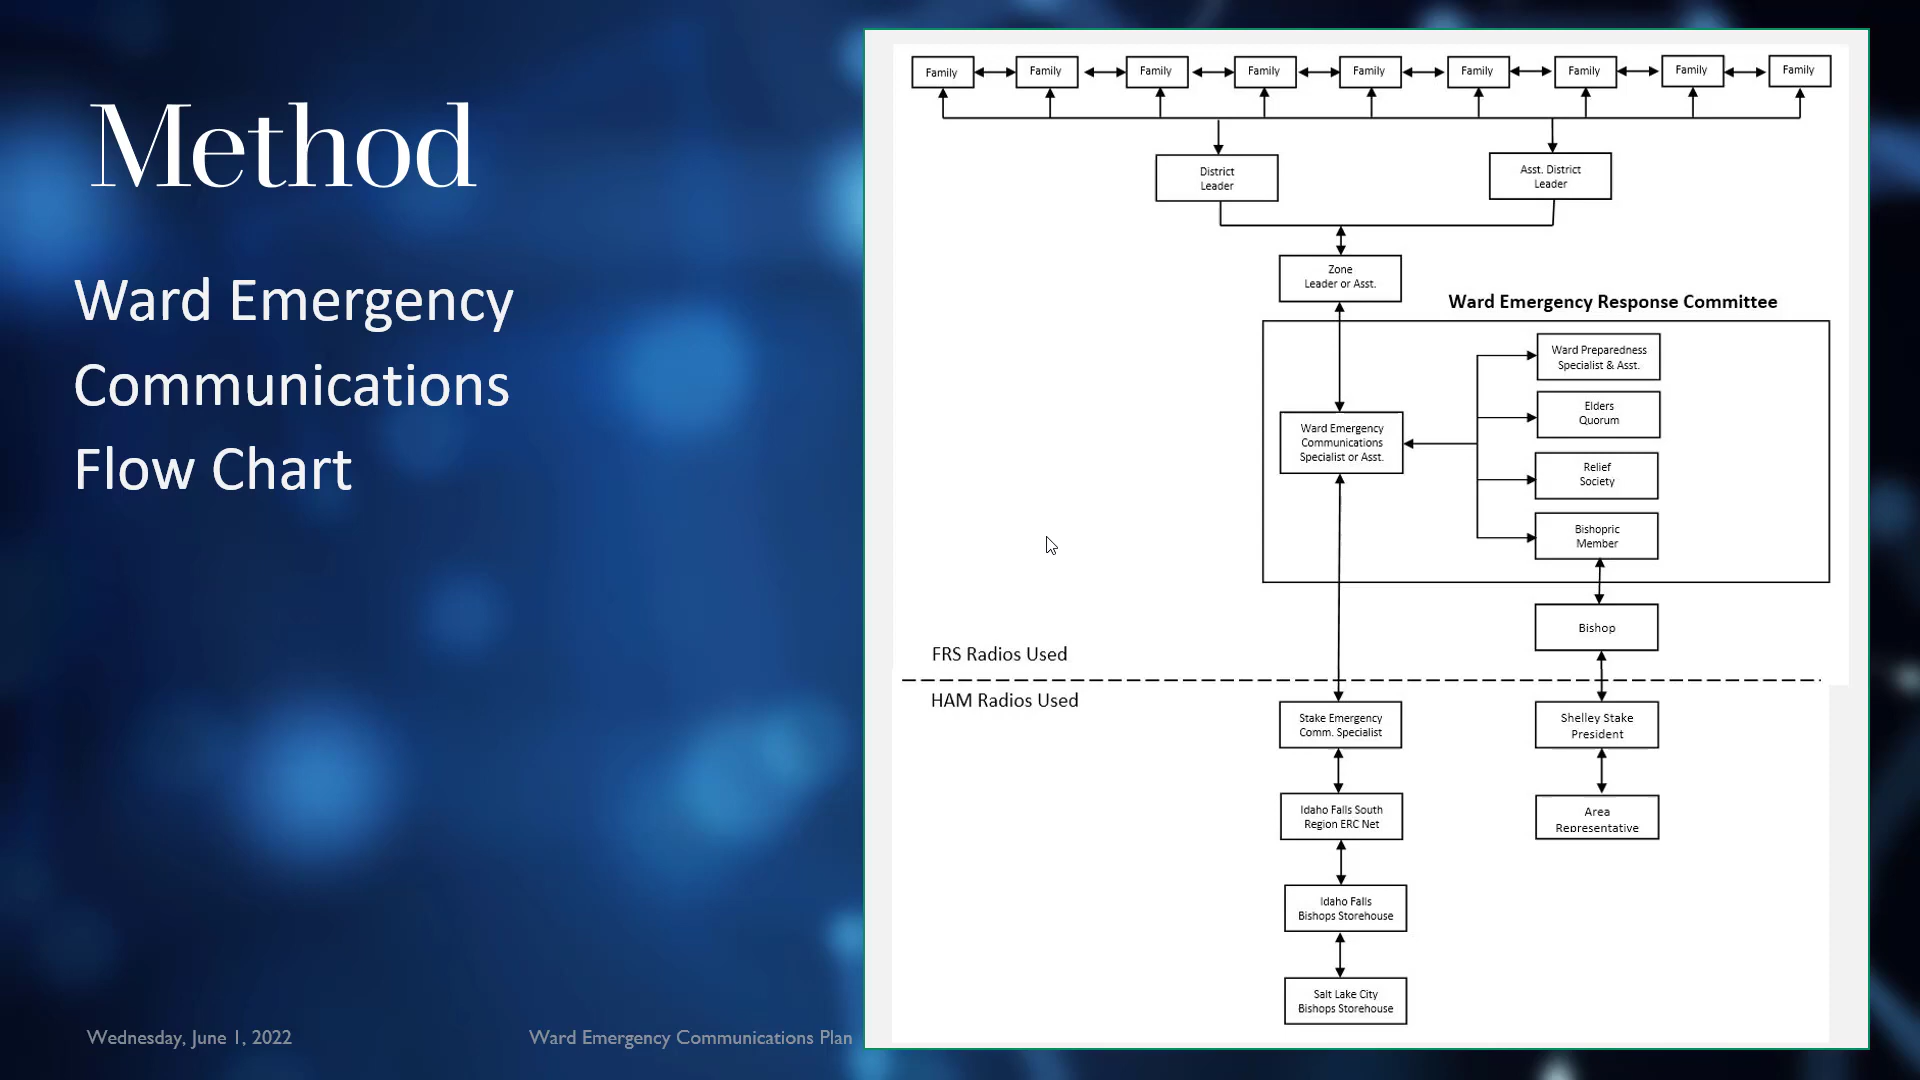 Method
Ward Emergency
Communications
Flow Chart
Wednesday, June 1, 2022
Ward Emergency Communications Plan
Family
Family
Family
Family
Family
Family
Family
Family
Family
District
Leader
Asst. District
Leader
Zone
Leader or Asst.
Ward Emergency Response Committee
Ward Preparedness
Specialist & Asst.
Elders
Quorum
Ward Emergency
Communications
Specialist or Asst.
Relief
Society
Bishopric
Member
Bishop
FRS Radios Used
HAM Radios Used
Stake Emergency
Comm. Specialist
Shelley Stake
President
Idaho Falls South
Region ERC Net
Area
Representative
Idaho Falls
Bishops Storehouse
Salt Lake City
Bishops Storehouse